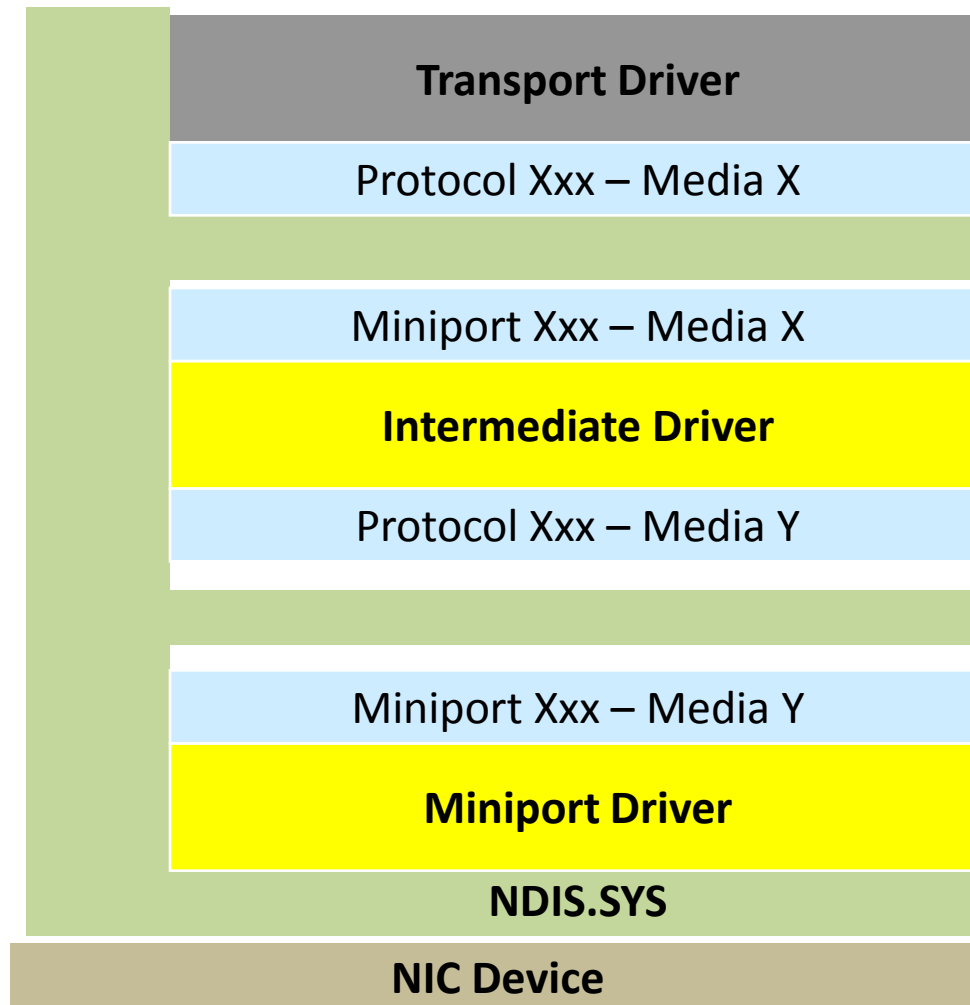 Transport Driver
Protocol Xxx – Media X
Miniport Xxx – Media X
Intermediate Driver
Protocol Xxx – Media Y
Miniport Xxx – Media Y
Miniport Driver
NDIS.SYS
NIC Device